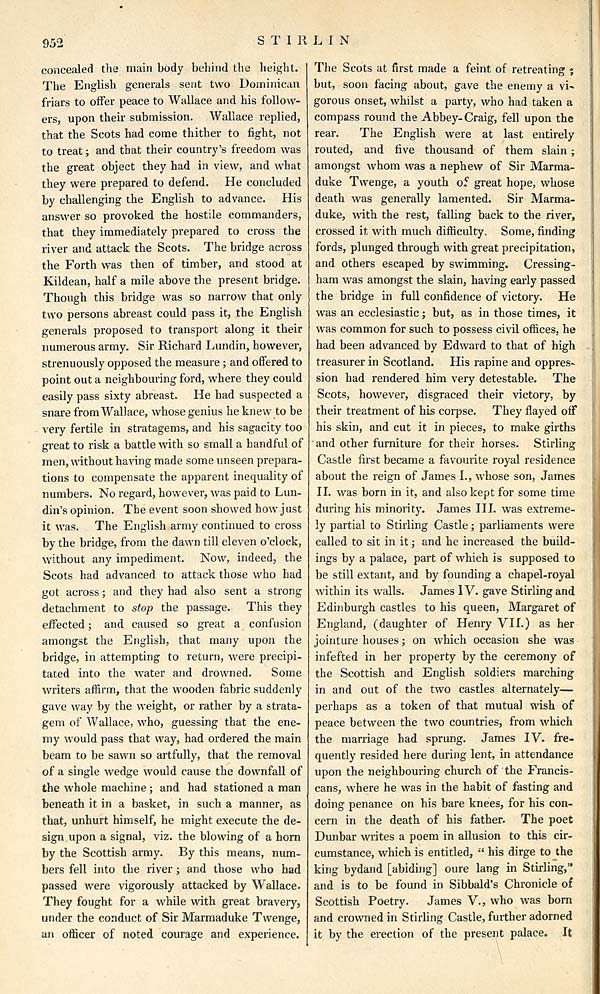 952
STIRLIN
concealed the main body behind the height.
The English generals sent two Dominican
friars to offer peace to Wallace and his follow-
ers, upon their submission. Wallace replied,
that the Scots had come thither to fight, not
to treat; and that their country's freedom was
the great object they had in view, and what
they were prepared to defend. He concluded
by challenging the English to advance. His
answer so provoked the hostile commanders,
that they immediately prepared to cross the
river and attack the Scots. The bridge across
the Forth was then of timber, and stood at
Kildean, half a mile above the present bridge.
Though this bridge was so narrow that only
two persons abreast could pass it, the English
generals proposed to transport along it their
numerous army. Sir Richard Lundin, however,
strenuously opposed the measure; and offered to
point out a neighbouring ford, where they could
easily pass sixty abreast. He had suspected a
snare from Wallace, whose genius he knew to be
very fertile in stratagems, and his sagacity too
great to risk a battle with so small a handful of
men, without having made some unseen prepara-
tions to compensate the apparent inequality of
numbers. No regard, however, was paid to Lun-
din's opinion. The event soon showed how just
it was. The English army continued to cross
by the bridge, from the dawn till eleven o'clock,
without any impediment. Now, indeed, the
Scots had advanced to attack those who had
got across; and they had also sent a strong
detachment to stop the passage. This they
effected; and caused so great a confusion
amongst the English, that many upon the
bridge, in attempting to return, were precipi-
tated into the water and drowned. Some
writers affirm, that the wooden fabric suddenly
gave way by the weight, or rather by a strata-
gem of Wallace, who, guessing that the ene-
my would pass that way, had ordered the main
beam to be sawn so artfully, that the removal
of a single wedge would cause the downfall of
the whole machine; and had stationed a man
beneath it in a basket, in such a manner, as
that, unhurt himself, he might execute the de-
sign upon a signal, viz. the blowing of a horn
by the Scottish army. By this means, num-
bers fell into the river; and those who had
passed were vigorously attacked by Wallace.
They fought for a while with great bravery,
under the conduct of Sir Marmaduke Twenge,
an officer of noted courage and experience.
The Scots at first made a feint of retreating;
but, soon facing about, gave the enemy a vi-
gorous onset, whilst a party, who had taken a
compass round the Abbey-Craig, fell upon the
rear. The English were at last entirely
routed, and five thousand of them slain;
amongst whom was a nephew of Sir Marma-
duke Twenge, a youth of great hope, whose
death was generally lamented. Sir Marma-
duke, with the rest, falling back to the river,
crossed it with much difficulty. Some, finding
fords, plunged through with great precipitation,
and others escaped by swimming. Cressing-
ham was amongst the slain, having early passed
the bridge in full confidence of victory. He
was an ecclesiastic; but, as in those times, it
was common for such to possess civil offices, he
had been advanced by Edward to that of high
treasurer in Scotland. His rapine and oppres-
sion had rendered him very detestable. The
Scots, however, disgraced their victory, by
their treatment of his corpse. They flayed off
his skin, and cut it in pieces, to make girths
and other furniture for their horses. Stirling
Castle first became a favourite royal residence
about the reign of James I., whose son, James
II. was born in it, and also kept for some time
during his minority. James III. was extreme-
ly partial to Stirling Castle; parliaments were
called to sit in it; and he increased the build-
ings by a palace, part of which is supposed to
be still extant, and by founding a chapel-royal
within its walls. James IV. gave Stirling and
Edinburgh castles to his queen, Margaret of
England, (daughter of Henry VII.) as her
jointure houses; on which occasion she was
infefted in her property by the ceremony of
the Scottish and English soldiers marching
in and out of the two castles alternately—
perhaps as a token of that mutual wish of
peace between the two countries, from which
the marriage had sprung. James IV. fre-
quently resided here during lent, in attendance
upon the neighbouring church of the Francis-
cans, where he was in the habit of fasting and
doing penance on his bare knees, for his con-
cern in the death of his father. The poet
Dunbar writes a poem in allusion to this cir-
cumstance, which is entitled, "his dirge to the
king bydand [abiding] oure lang in Stirling,"
and is to be found in Sibbald's Chronicle of
Scottish Poetry. James V., who was born
and crowned in Stirling Castle, further adorned
it by the erection of the present palace. It